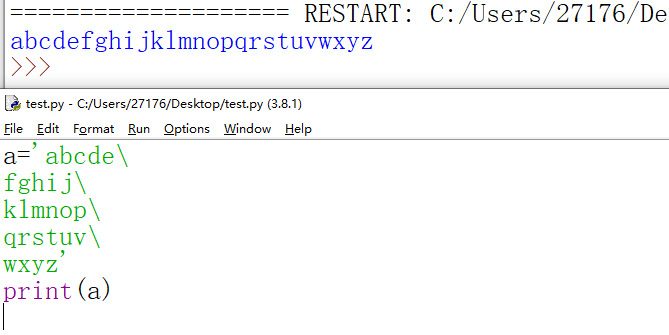 ==================== RESTART: C:/Users/27176/De
abcdefghijklmnopqrstuvwxyz
>>>
test.py - C:/Users/27176/Desktop/test.py (3.8.1)
File Edit Format Run Options Window Help
a='abcde\
fghij\
klmnop\
qrstuv\
wxyz'
print(a)